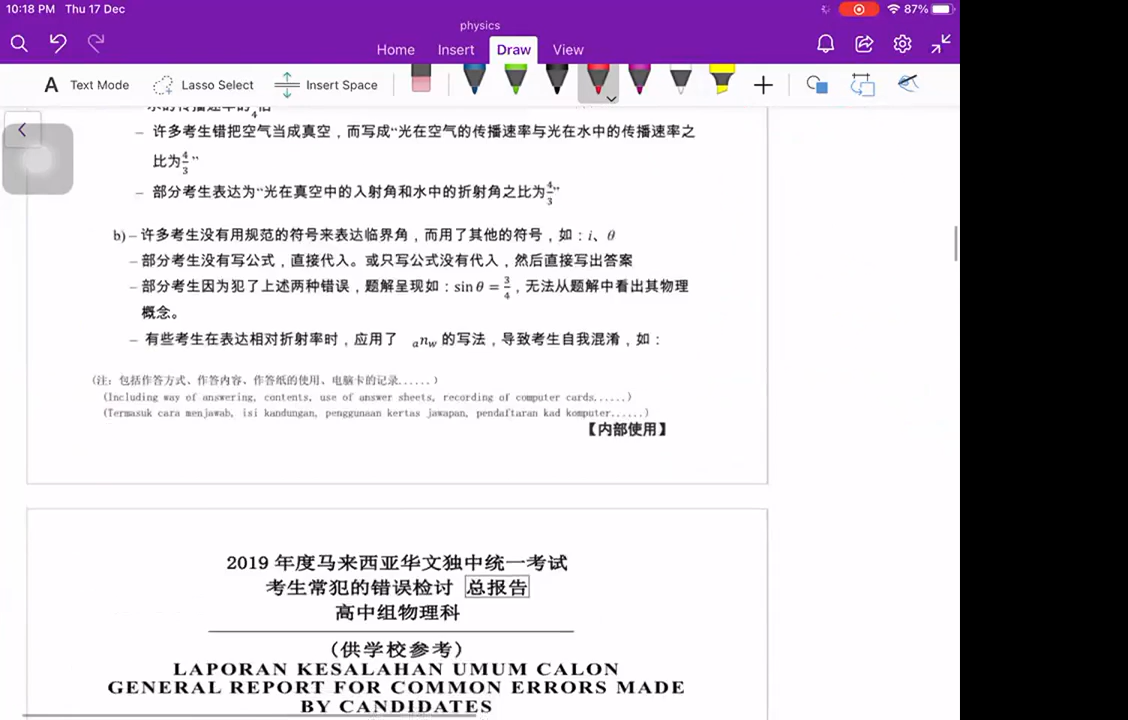 10:18 PM Thu 17 Dec
87%
physics
Home Insert Draw View
A Text Mode Lasso Select Insert Space
水的传播速率的 4 倍
– 许多考生错把空气当成真空，而写成“光在空气的传播速率与光在水中的传播速率之
比为4/3”
– 部分考生表达为“光在真空中的入射角和水中的折射角之比为4/3”
b) – 许多考生没有用规范的符号来表达临界角，而用了其他的符号，如：i、θ
– 部分考生没有写公式，直接代入。或只写公式没有代入，然后直接写出答案
– 部分考生因为犯了上述两种错误，题解呈现如：sin θ = 3/4，无法从题解中看出其物理
概念。
– 有些考生在表达相对折射率时，应用了 ₐn_w 的写法，导致考生自我混淆，如：
(注：包括作答方式、作答内容、作答纸的使用、电脑卡的记录......)
(Including way of answering, contents, use of answer sheets, recording of computer cards,.....)
(Termasuk cara menjawab, isi kandungan, penggunaan kertas jawapan, pendaftaran kad komputer......)
【内部使用】
2019 年度马来西亚华文独中统一考试
考生常犯的错误检讨 总报告
高中组物理科
(供学校参考)
LAPORAN KESALAHAN UMUM CALON
GENERAL REPORT FOR COMMON ERRORS MADE
BY CANDIDATES